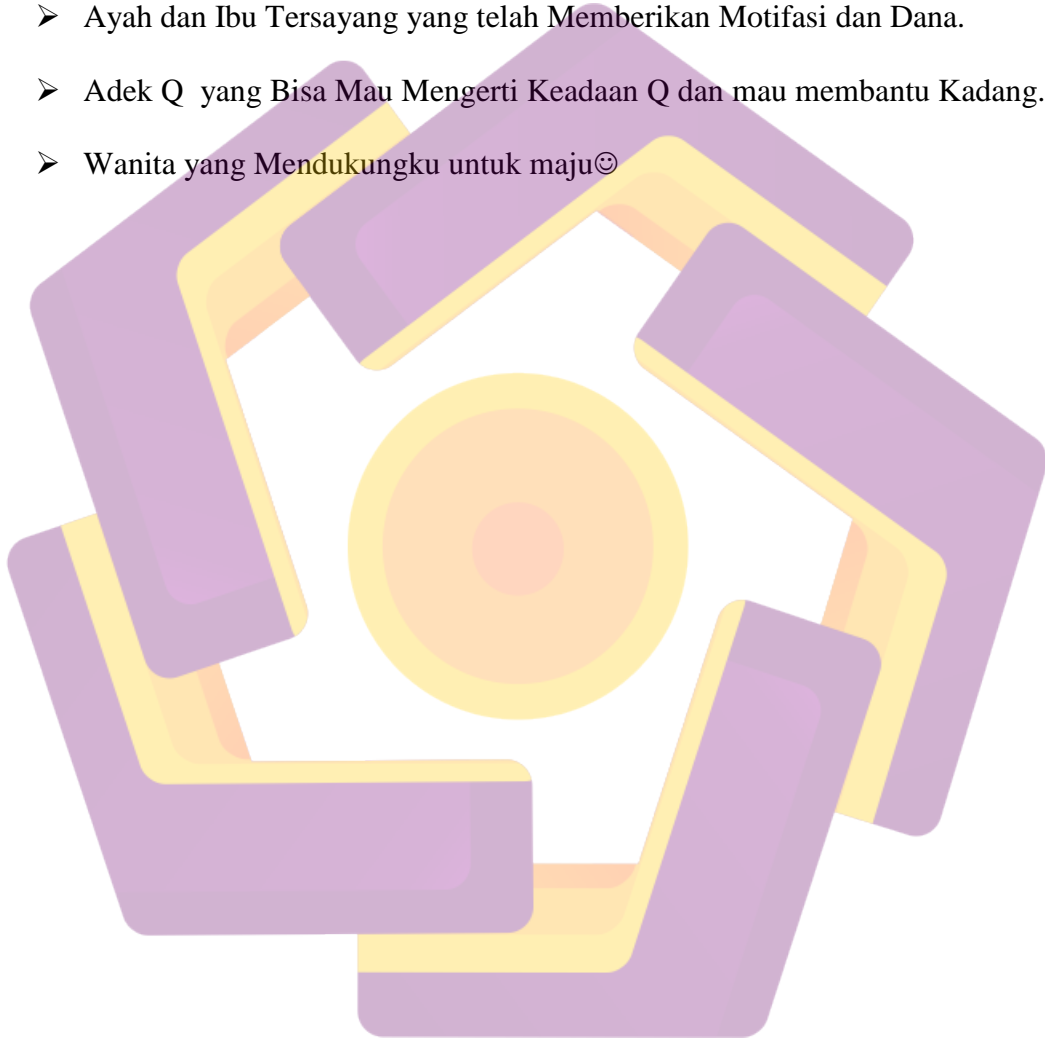 ➢ Ayah dan Ibu Tersayang yang telah Memberikan Motifasi dan Dana.
➢ Adek Q yang Bisa Mau Mengerti Keadaan Q dan mau membantu Kadang.
➢ Wanita yang Mendukungku untuk maju☺